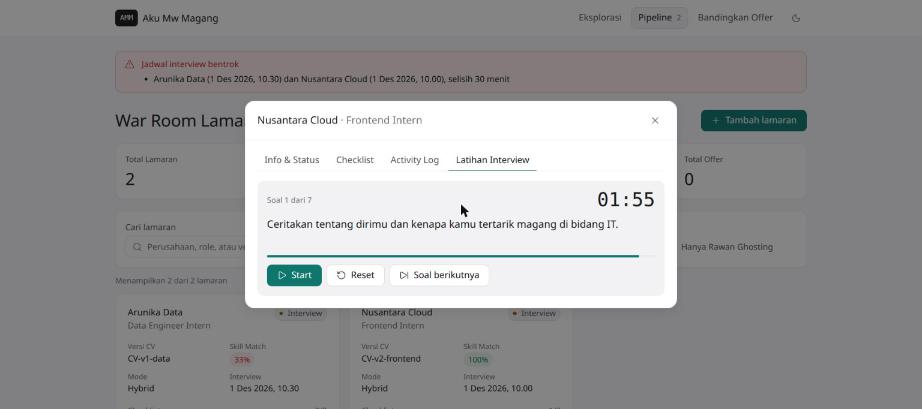 AMM Aku Mw Magang
Eksplorasi Pipeline 2 Bandingkan Offer
Jadwal interview bentrok
• Arunika Data (1 Des 2026, 10.30) dan Nusantara Cloud (1 Des 2026, 10.00), selisih 30 menit
War Room Lama
+ Tambah lamaran
Total Lamaran
2
Total Offer
0
Cari lamaran
Perusahaan, role, atau ve
Hanya Rawan Ghosting
Menampilkan 2 dari 2 lamaran
Nusantara Cloud · Frontend Intern
Info & Status Checklist Activity Log Latihan Interview
Soal 1 dari 7
01:55
Ceritakan tentang dirimu dan kenapa kamu tertarik magang di bidang IT.
Start Reset Soal berikutnya
Arunika Data
Interview
Data Engineer Intern
Versi CV Skill Match
CV-v1-data 33%
Mode Interview
Hybrid 1 Des 2026, 10.30
Nusantara Cloud
Interview
Frontend Intern
Versi CV Skill Match
CV-v2-frontend 100%
Mode Interview
Hybrid 1 Des 2026, 10.00